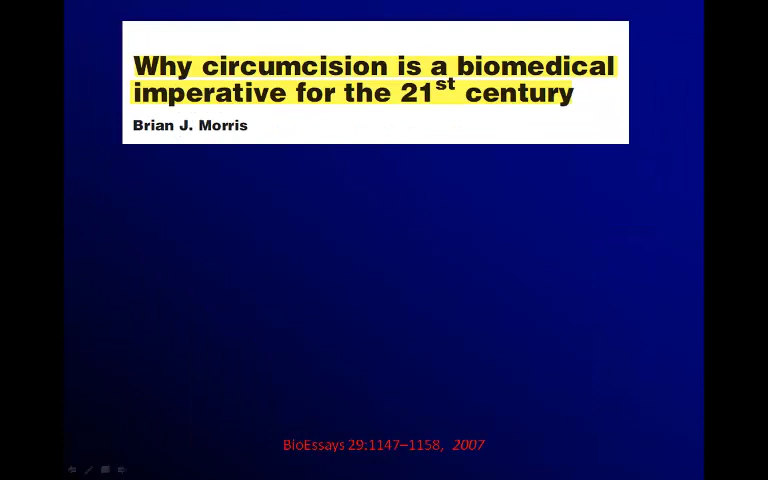 Why circumcision is a biomedical
imperative for the 21st century
Brian J. Morris
BioEssays 29:1147–1158, 2007